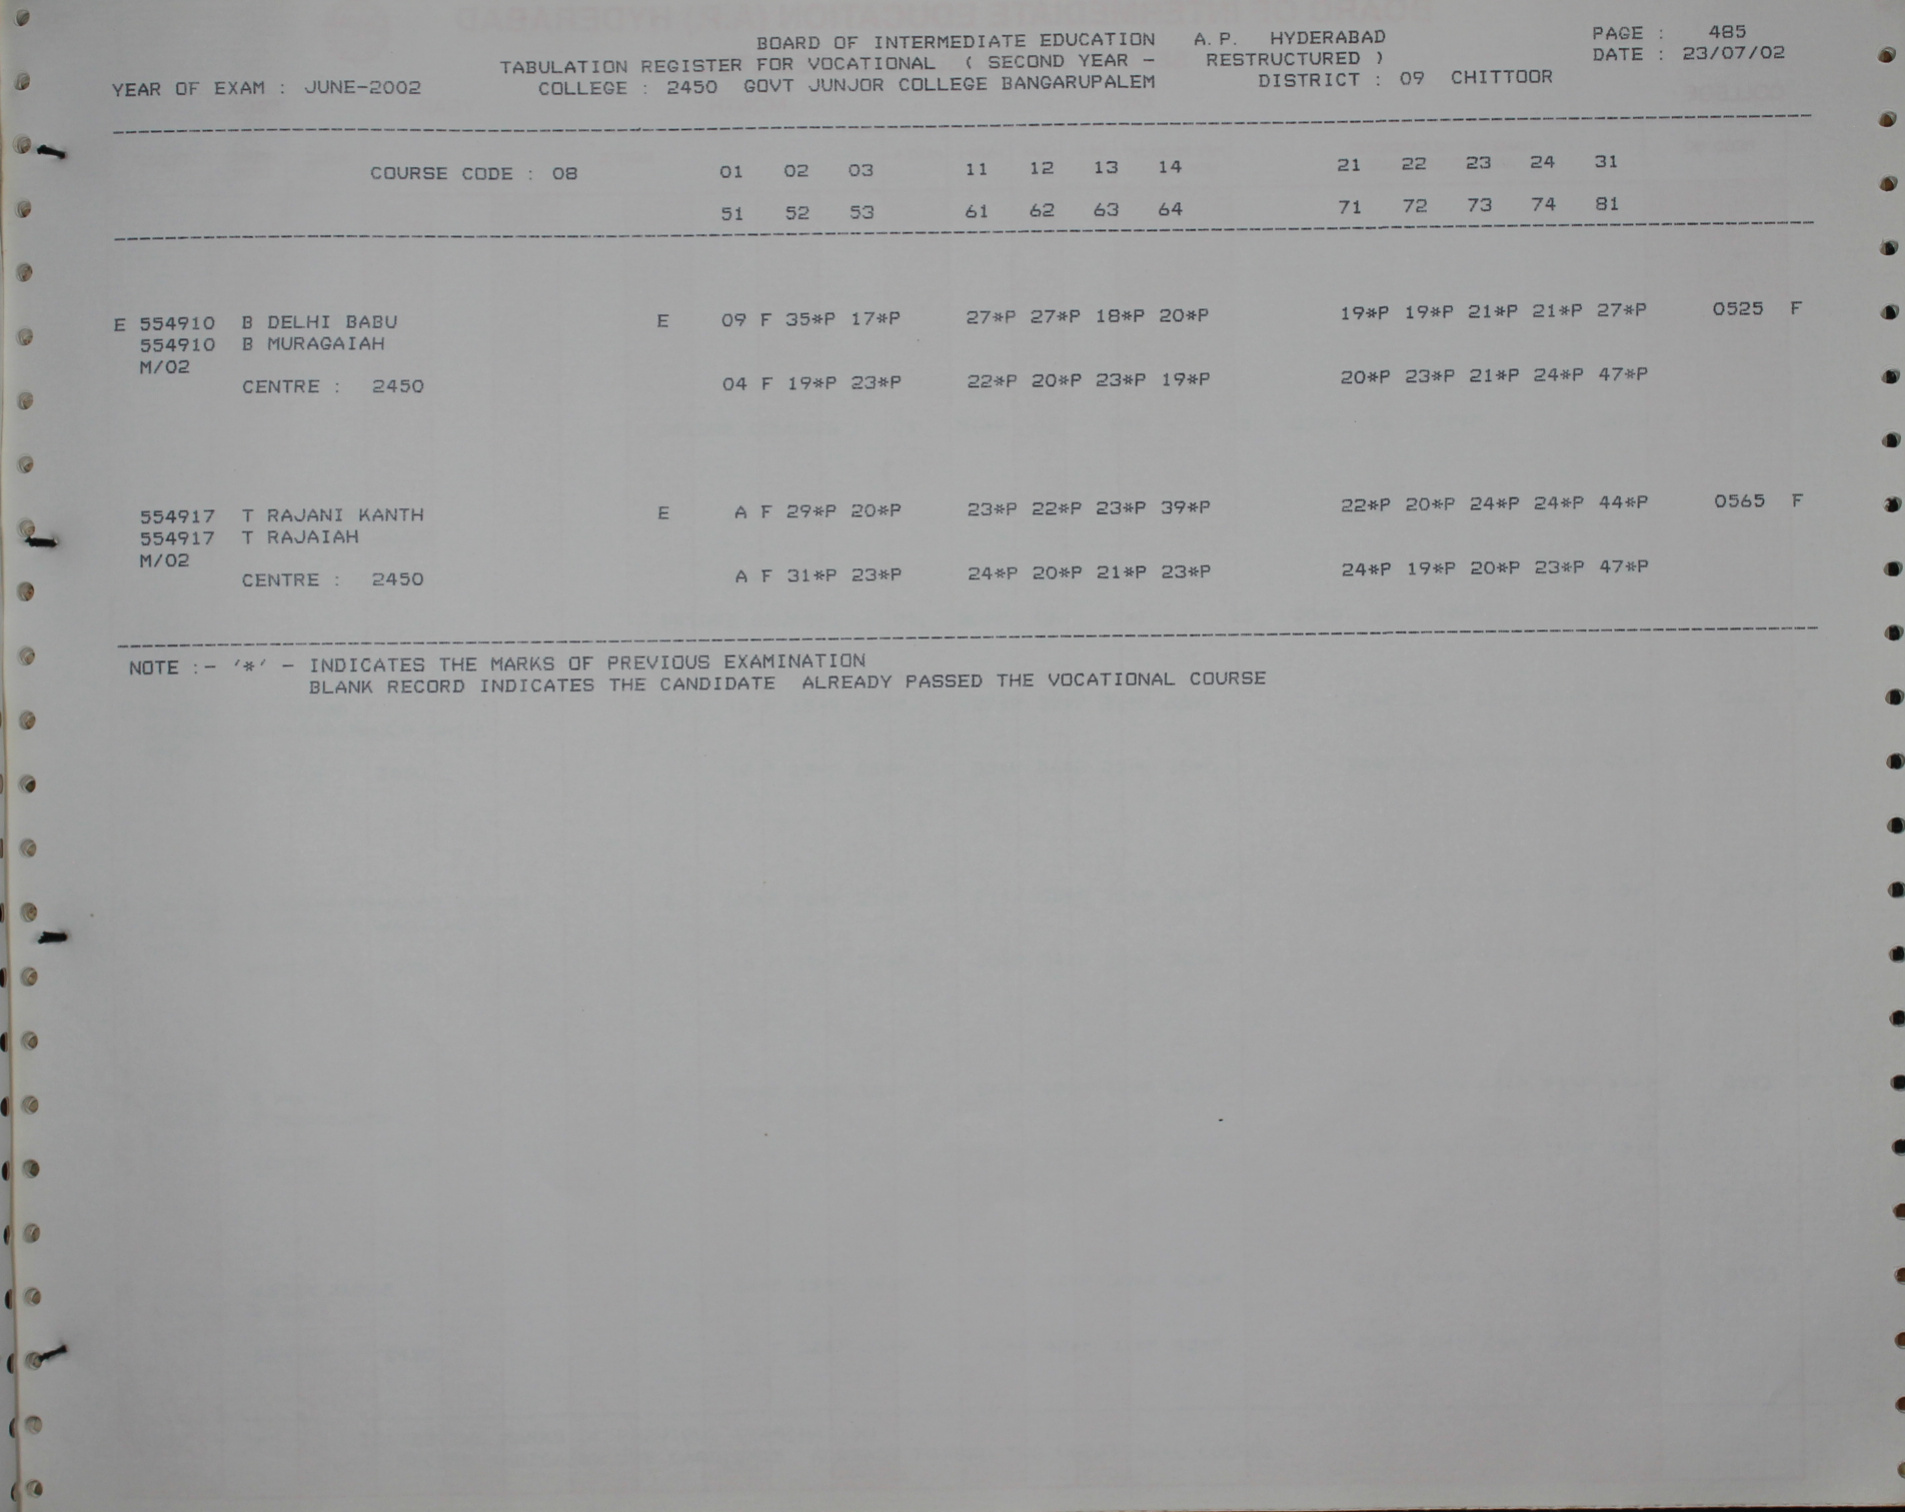 BOARD OF INTERMEDIATE EDUCATION A.P. HYDERABAD PAGE : 485
TABULATION REGISTER FOR VOCATIONAL ( SECOND YEAR - RESTRUCTURED ) DATE : 23/07/02
YEAR OF EXAM : JUNE-2002 COLLEGE : 2450 GOVT JUNJOR COLLEGE BANGARUPALEM DISTRICT : 09 CHITTOOR
COURSE CODE : 08 01 02 03 11 12 13 14 21 22 23 24 31
51 52 53 61 62 63 64 71 72 73 74 81
E 554910 B DELHI BABU E 09 F 35*P 17*P 27*P 27*P 18*P 20*P 19*P 19*P 21*P 21*P 27*P 0525 F
554910 B MURAGAIAH
M/02
CENTRE : 2450 04 F 19*P 23*P 22*P 20*P 23*P 19*P 20*P 23*P 21*P 24*P 47*P
554917 T RAJANI KANTH E A F 29*P 20*P 23*P 22*P 23*P 39*P 22*P 20*P 24*P 24*P 44*P 0565 F
554917 T RAJAIAH
M/02
CENTRE : 2450 A F 31*P 23*P 24*P 20*P 21*P 23*P 24*P 19*P 20*P 23*P 47*P
NOTE :- '*' - INDICATES THE MARKS OF PREVIOUS EXAMINATION
BLANK RECORD INDICATES THE CANDIDATE ALREADY PASSED THE VOCATIONAL COURSE